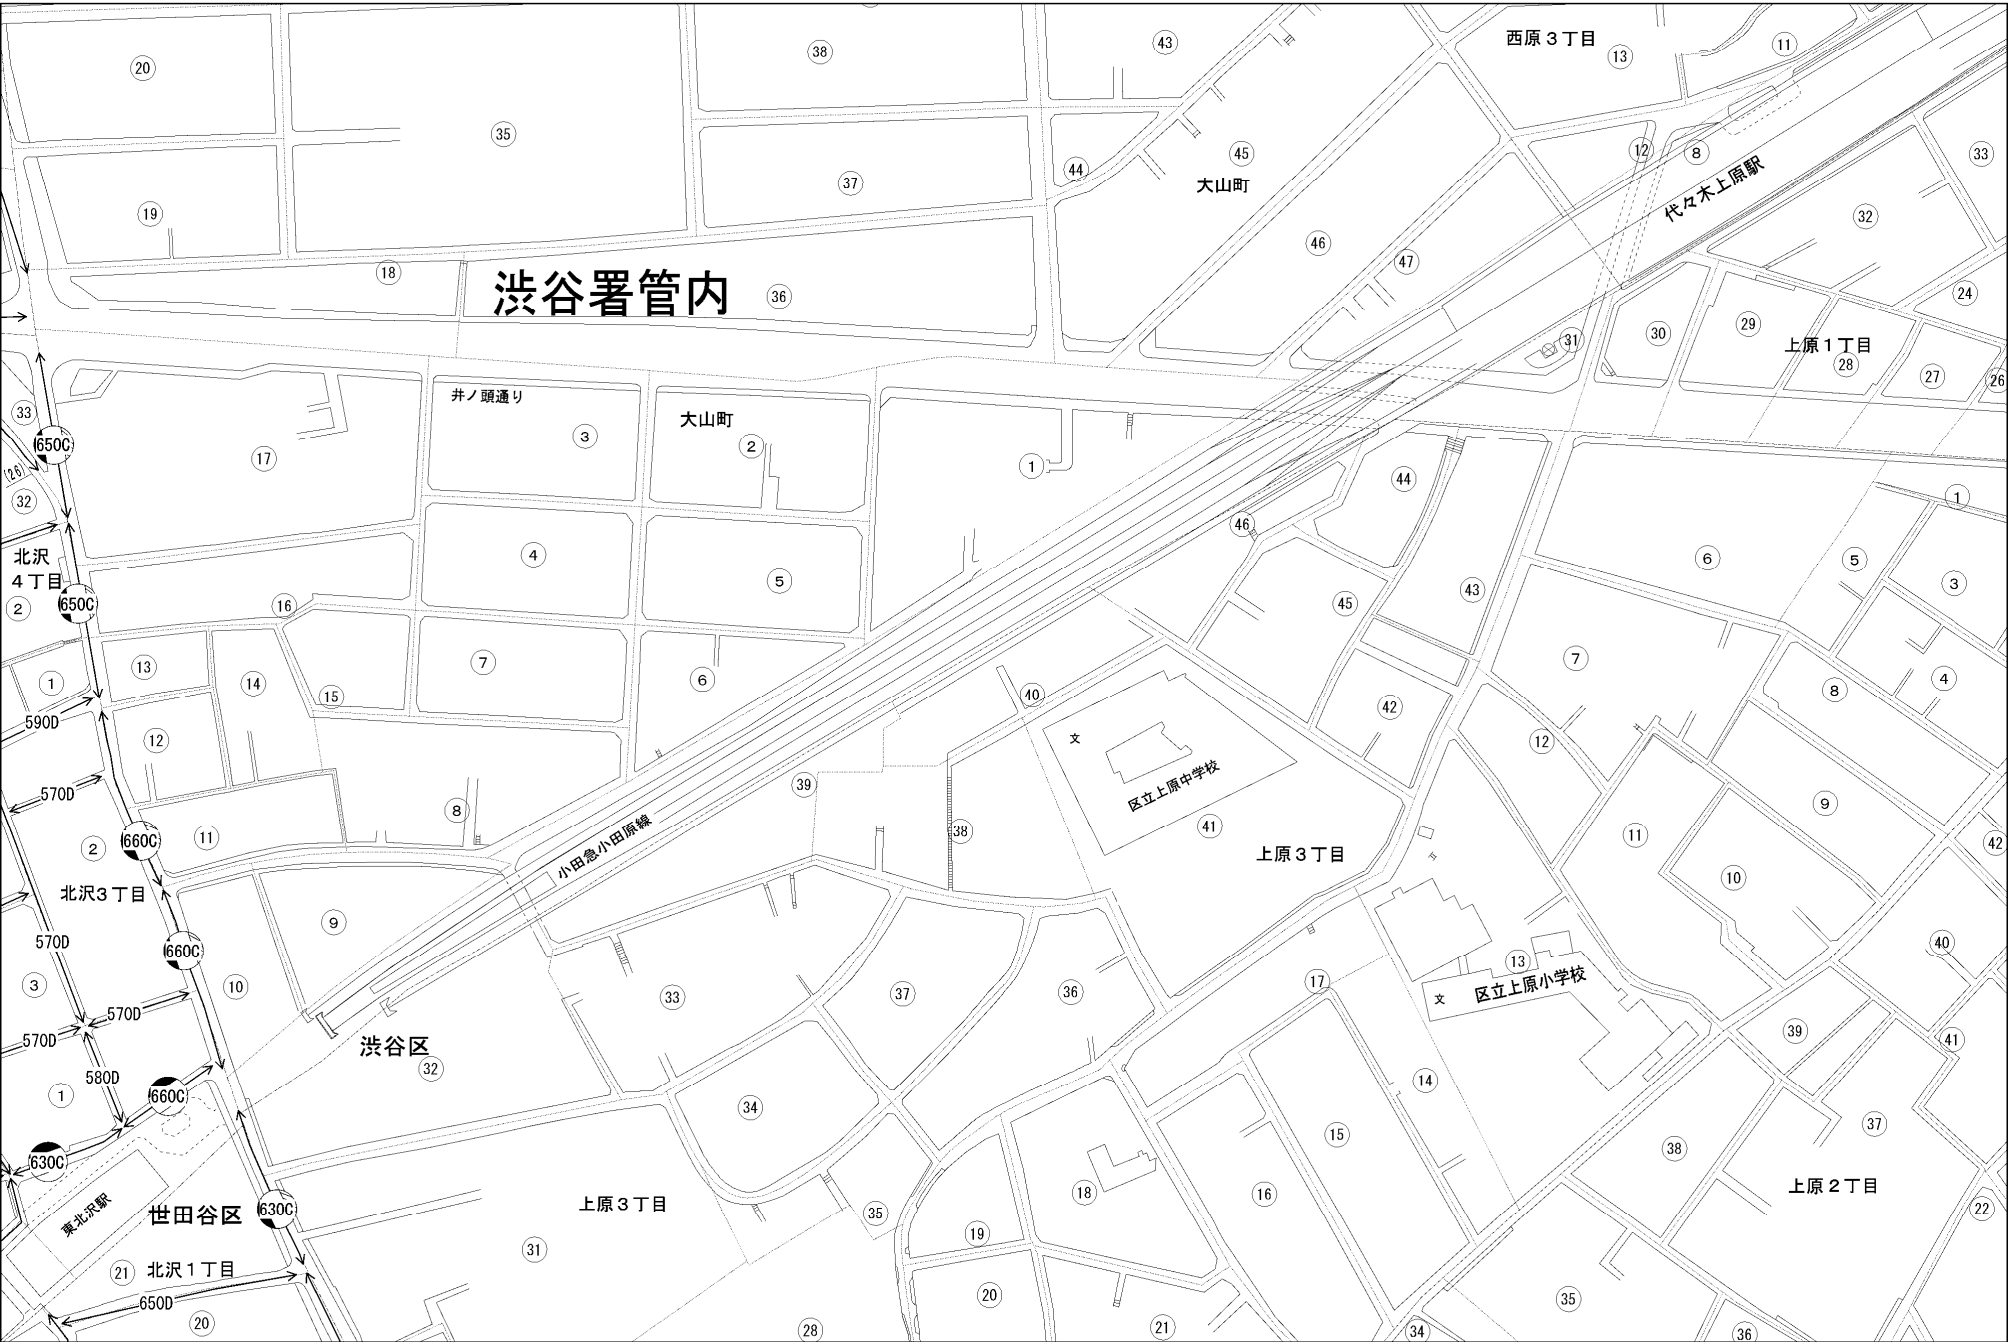 西原３丁目
43
38
13
11
20
35
45
12
8
33
44
37
大山町
代々木上原駅
19
32
46
47
18
渋谷署管内
36
24
31
29
30
上原１丁目
28
27
26
井ノ頭通り
33
大山町
3
650C
2
17
1
44
(26)
32
46
1
4
6
5
北沢
４丁目
5
3
650C
2
16
45
43
13
7
7
1
14
6
15
40
8
4
42
590D
12
文
12
区立上原中学校
570D
39
9
8
11
660C
2
38
41
11
42
小田急小田原線
上原３丁目
北沢３丁目
10
9
570D
660C
40
13
3
10
33
37
36
17
区立上原小学校
文
570D
39
570D
渋谷区
41
32
580D
14
1
660C
34
37
15
38
630C
18
16
上原２丁目
上原３丁目
東北沢駅
世田谷区
630C
35
22
19
31
21
北沢１丁目
650D
20
35
20
28
21
34
36